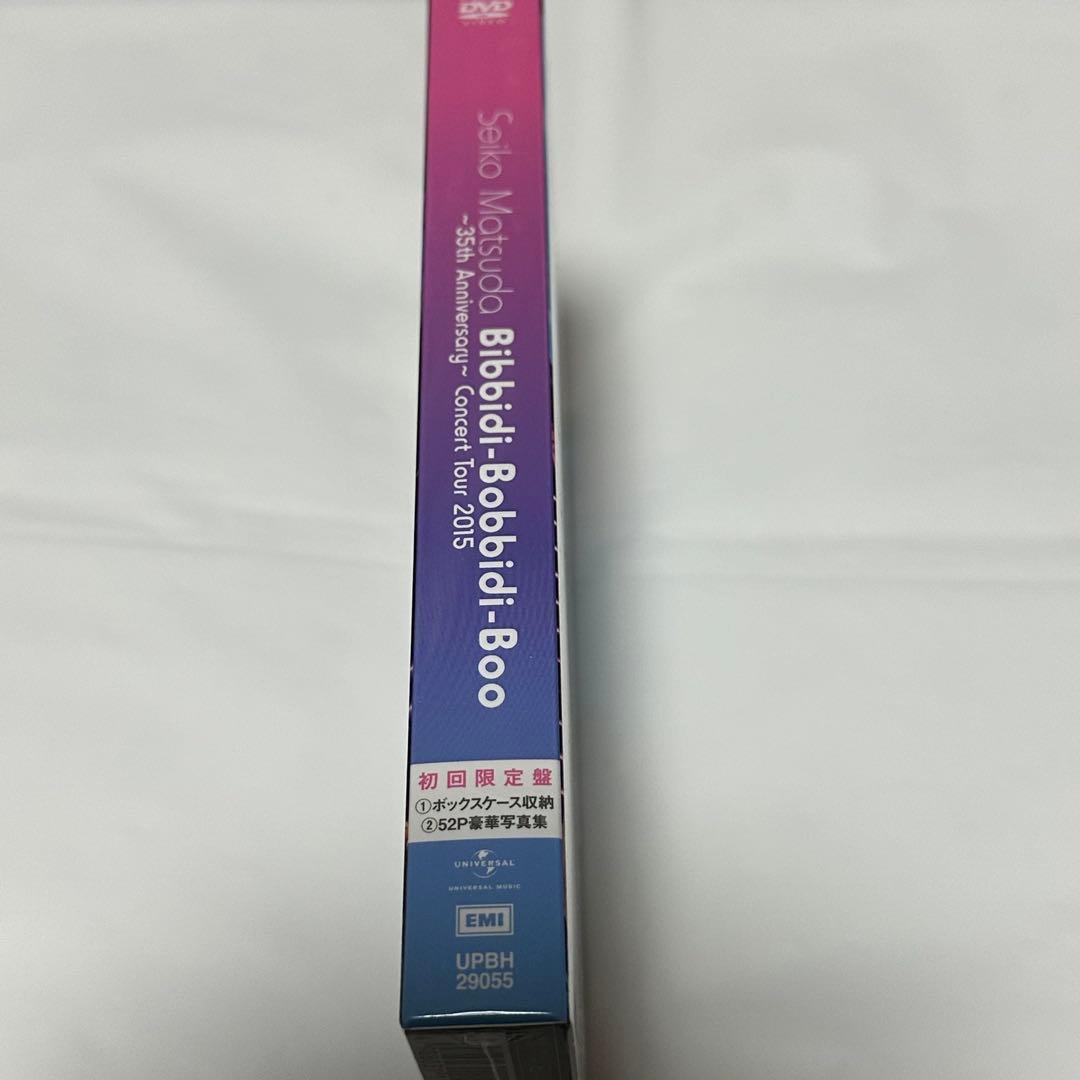 DVD
VIDEO
Seiko Matsuda Bibbidi-Bobbidi-Boo
~35th Anniversary~ Concert Tour 2015
初回限定盤
①ボックスケース収納
②52P豪華写真集
UNIVERSAL
UNIVERSAL MUSIC
EMI
UPBH
29055